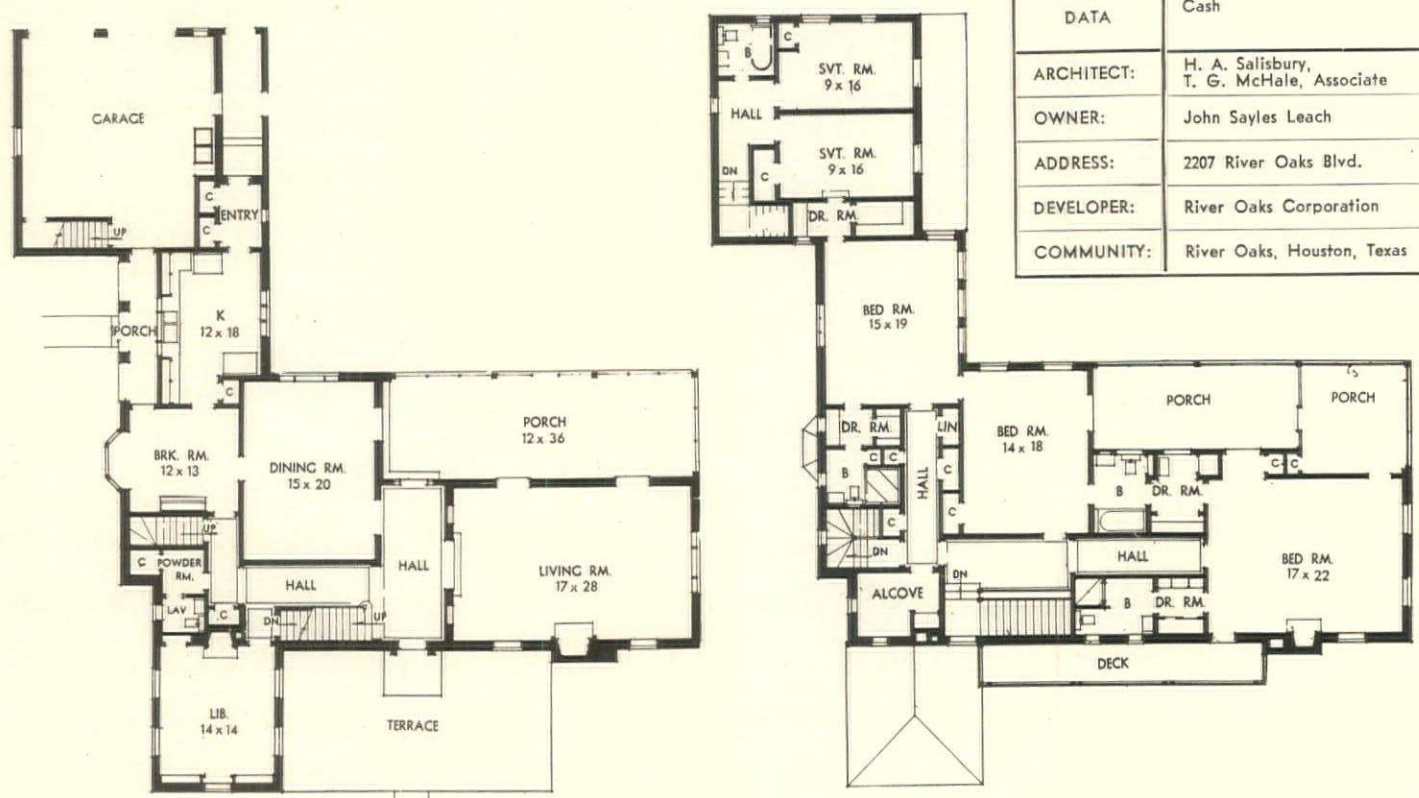 GARAGE
UP
C
C
ENTRY
K
12 x 18
PORCH
C
BRK. RM.
12 x 13
DINING RM.
15 x 20
PORCH
12 x 36
UP
C
POWDER
RM.
LAV
C
HALL
DN
UP
HALL
LIVING RM.
17 x 28
LIB.
14 x 14
TERRACE
B
C
SVT. RM.
9 x 16
HALL
SVT. RM.
9 x 16
DN
C
DR. RM.
BED RM.
15 x 19
DR. RM.
LIN
B
C
C
C
HALL
C
C
DN
ALCOVE
BED RM.
14 x 18
PORCH
PORCH
B
DR. RM.
C
C
DN
HALL
B
DR. RM.
BED RM.
17 x 22
DECK
DATA
Cash
ARCHITECT:
H. A. Salisbury,
T. G. McHale, Associate
OWNER:
John Sayles Leach
ADDRESS:
2207 River Oaks Blvd.
DEVELOPER:
River Oaks Corporation
COMMUNITY:
River Oaks, Houston, Texas